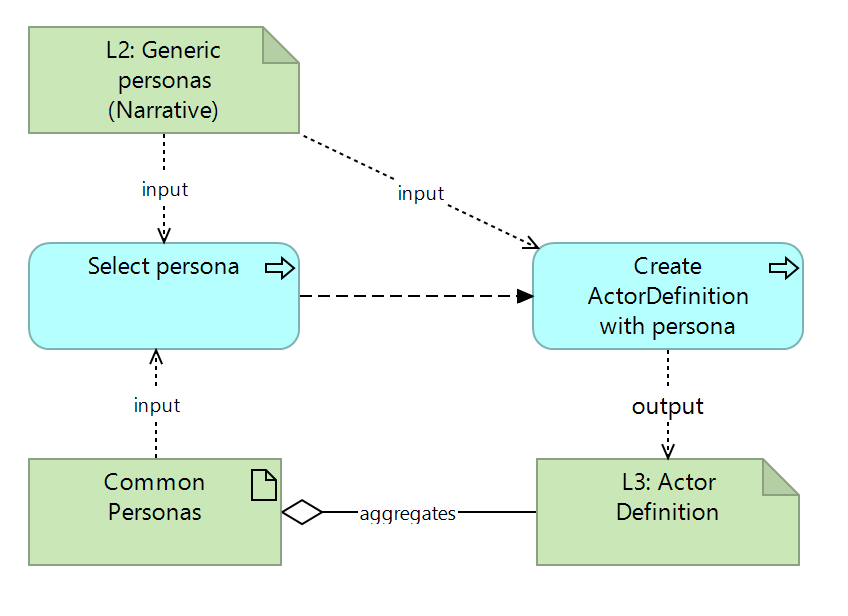 L2: Generic
personas
(Narrative)
input
input
Select persona
Create
ActorDefinition
with persona
input
output
Common
Personas
aggregates
L3: Actor
Definition